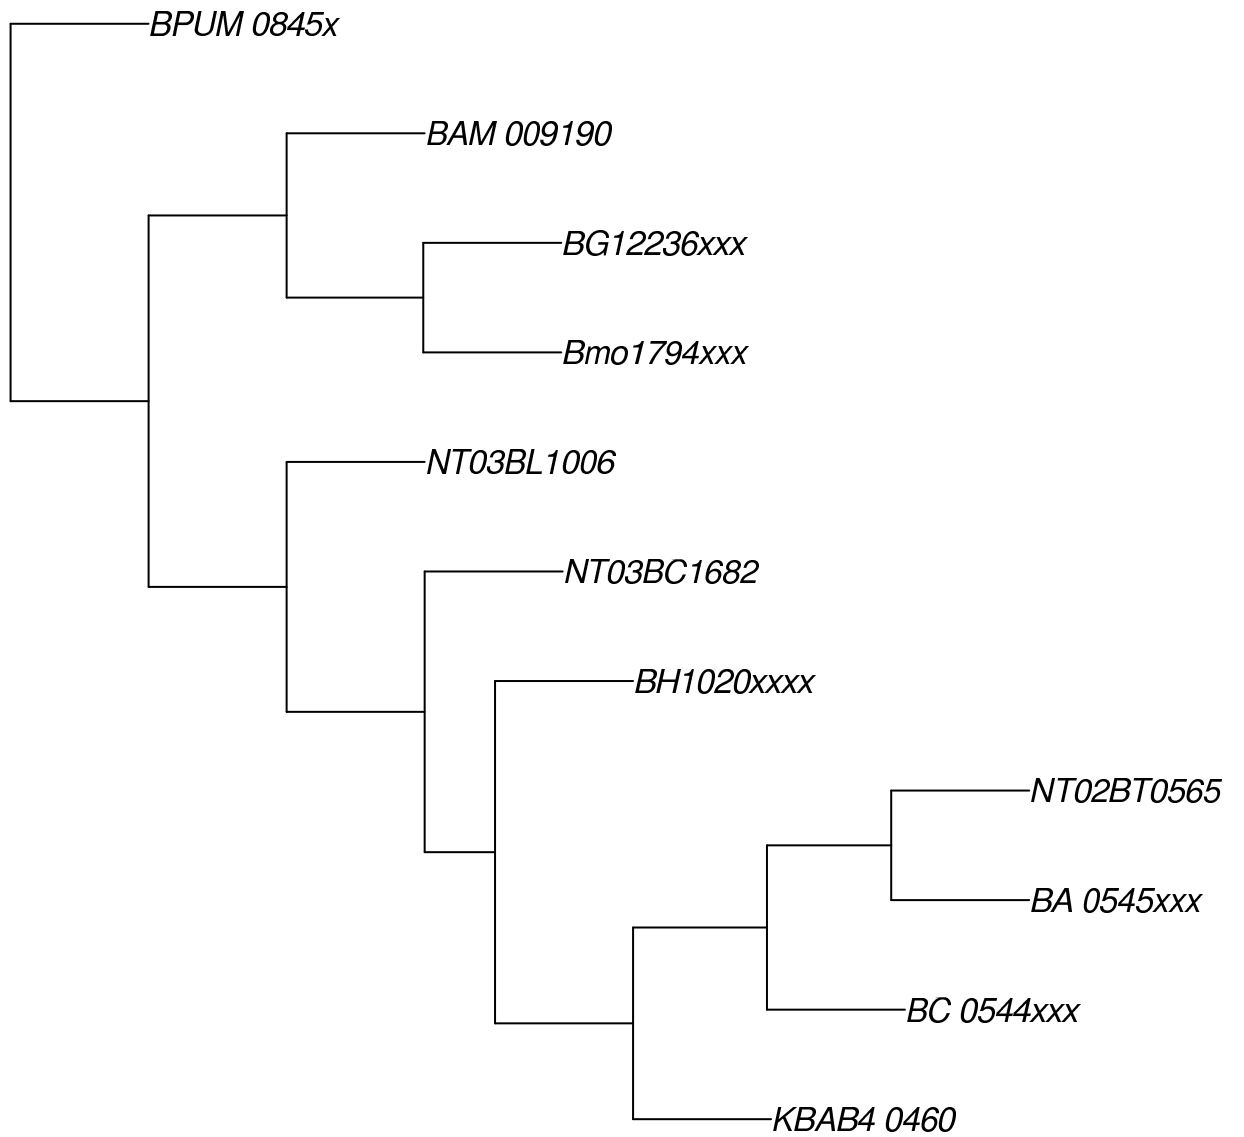 BPUM 0845x
BAM 009190
BG12236xxx
Bmo1794xxx
NT03BL1006
NT03BC1682
BH1020xxxx
NT02BT0565
BA 0545xxx
BC 0544xxx
KBAB4 0460